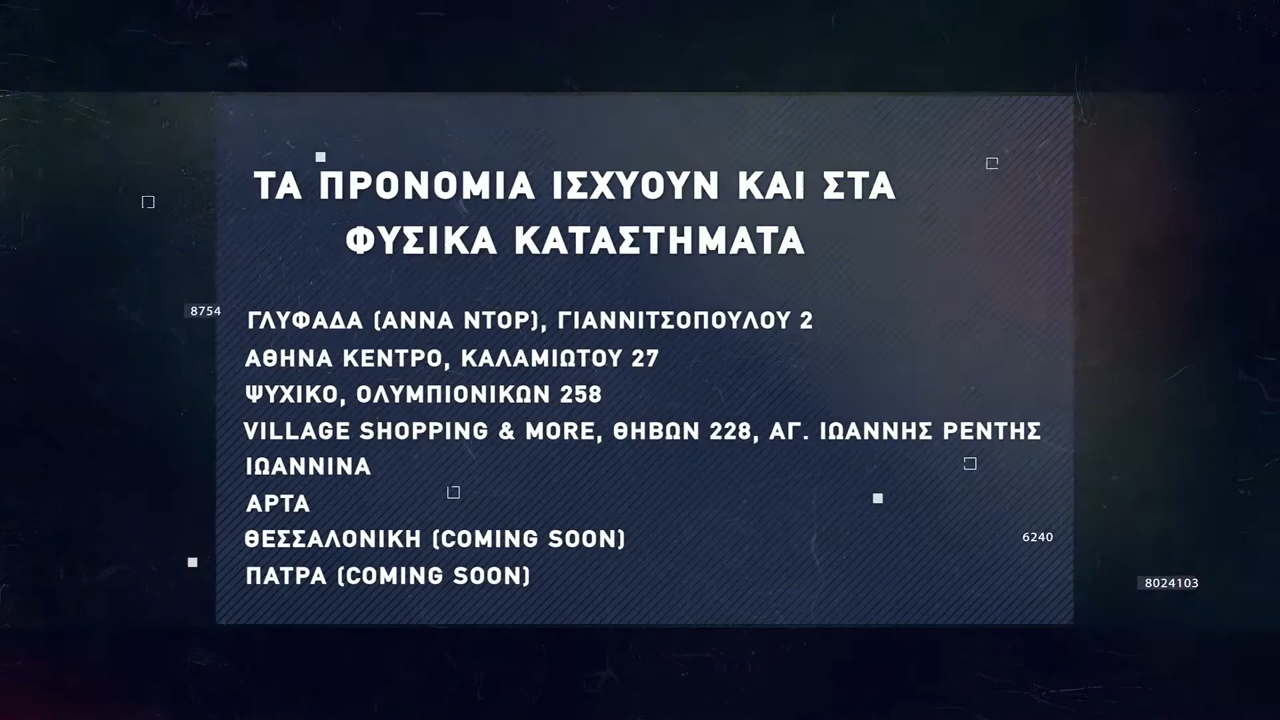 ΤΑ ΠΡΟΝΟΜΙΑ ΙΣΧΥΟΥΝ ΚΑΙ ΣΤΑ
ΦΥΣΙΚΑ ΚΑΤΑΣΤΗΜΑΤΑ
8754
ΓΛΥΦΑΔΑ (ΑΝΝΑ ΝΤΟΡ), ΓΙΑΝΝΙΤΣΟΠΟΥΛΟΥ 2
ΑΘΗΝΑ ΚΕΝΤΡΟ, ΚΑΛΑΜΙΩΤΟΥ 27
ΨΥΧΙΚΟ, ΟΛΥΜΠΙΟΝΙΚΩΝ 258
VILLAGE SHOPPING & MORE, ΘΗΒΩΝ 228, ΑΓ. ΙΩΑΝΝΗΣ ΡΕΝΤΗΣ
ΙΩΑΝΝΙΝΑ
ΑΡΤΑ
ΘΕΣΣΑΛΟΝΙΚΗ (COMING SOON)
6240
ΠΑΤΡΑ (COMING SOON)
8024103